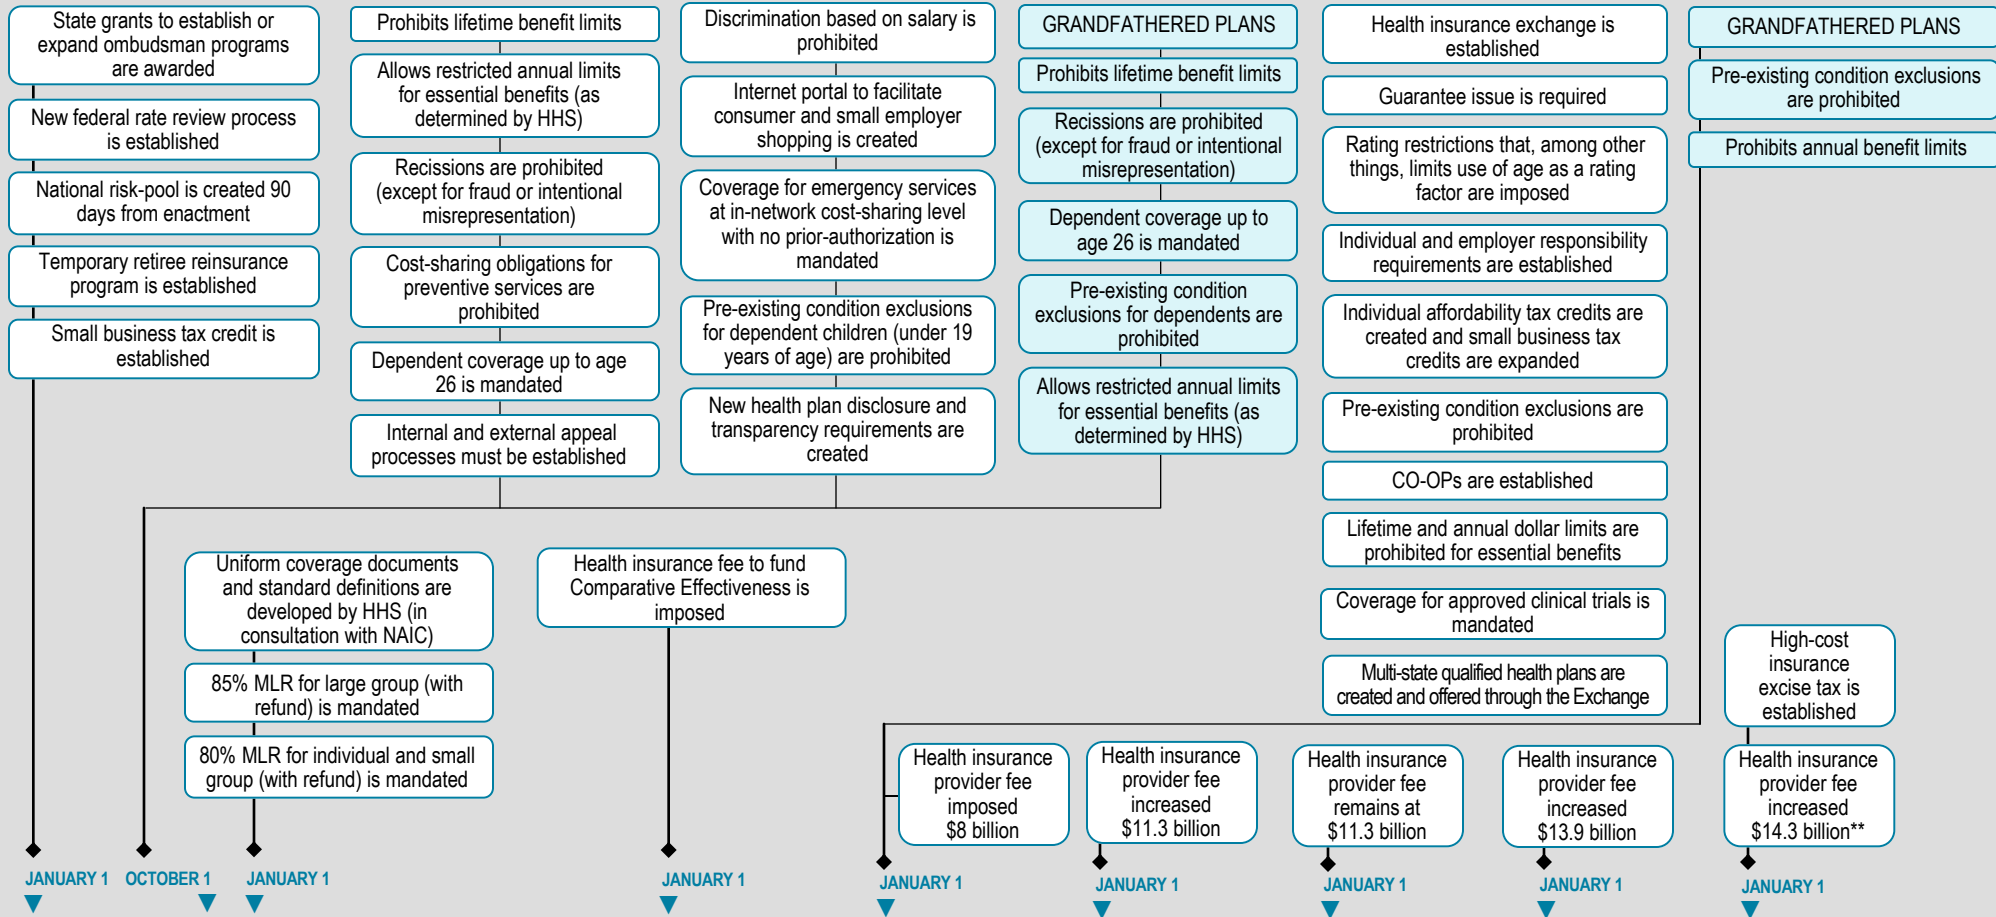 State grants to establish or
expand ombudsman programs
are awarded
New federal rate review process
is established
National risk-pool is created 90
days from enactment
Temporary retiree reinsurance
program is established
Small business tax credit is
established
Prohibits lifetime benefit limits
Allows restricted annual limits
for essential benefits (as
determined by HHS)
Recissions are prohibited
(except for fraud or intentional
misrepresentation)
Cost-sharing obligations for
preventive services are
prohibited
Dependent coverage up to age
26 is mandated
Internal and external appeal
processes must be established
Discrimination based on salary is
prohibited
Internet portal to facilitate
consumer and small employer
shopping is created
Coverage for emergency services
at in-network cost-sharing level
with no prior-authorization is
mandated
Pre-existing condition exclusions
for dependent children (under 19
years of age) are prohibited
New health plan disclosure and
transparency requirements are
created
GRANDFATHERED PLANS
Prohibits lifetime benefit limits
Recissions are prohibited
(except for fraud or intentional
misrepresentation)
Dependent coverage up to
age 26 is mandated
Pre-existing condition
exclusions for dependents are
prohibited
Allows restricted annual limits
for essential benefits (as
determined by HHS)
Health insurance exchange is
established
Guarantee issue is required
Rating restrictions that, among other
things, limits use of age as a rating
factor are imposed
Individual and employer responsibility
requirements are established
Individual affordability tax credits are
created and small business tax
credits are expanded
Pre-existing condition exclusions are
prohibited
CO-OPs are established
Lifetime and annual dollar limits are
prohibited for essential benefits
Coverage for approved clinical trials is
mandated
Multi-state qualified health plans are
created and offered through the Exchange
GRANDFATHERED PLANS
Pre-existing condition exclusions
are prohibited
Prohibits annual benefit limits
Uniform coverage documents
and standard definitions are
developed by HHS (in
consultation with NAIC)
85% MLR for large group (with
refund) is mandated
80% MLR for individual and small
group (with refund) is mandated
Health insurance fee to fund
Comparative Effectiveness is
imposed
Health insurance
provider fee
imposed
$8 billion
Health insurance
provider fee
increased
$11.3 billion
Health insurance
provider fee
remains at
$11.3 billion
Health insurance
provider fee
increased
$13.9 billion
High-cost
insurance
excise tax is
established
Health insurance
provider fee
increased
$14.3 billion**
JANUARY 1
OCTOBER 1
JANUARY 1
JANUARY 1
JANUARY 1
JANUARY 1
JANUARY 1
JANUARY 1
JANUARY 1